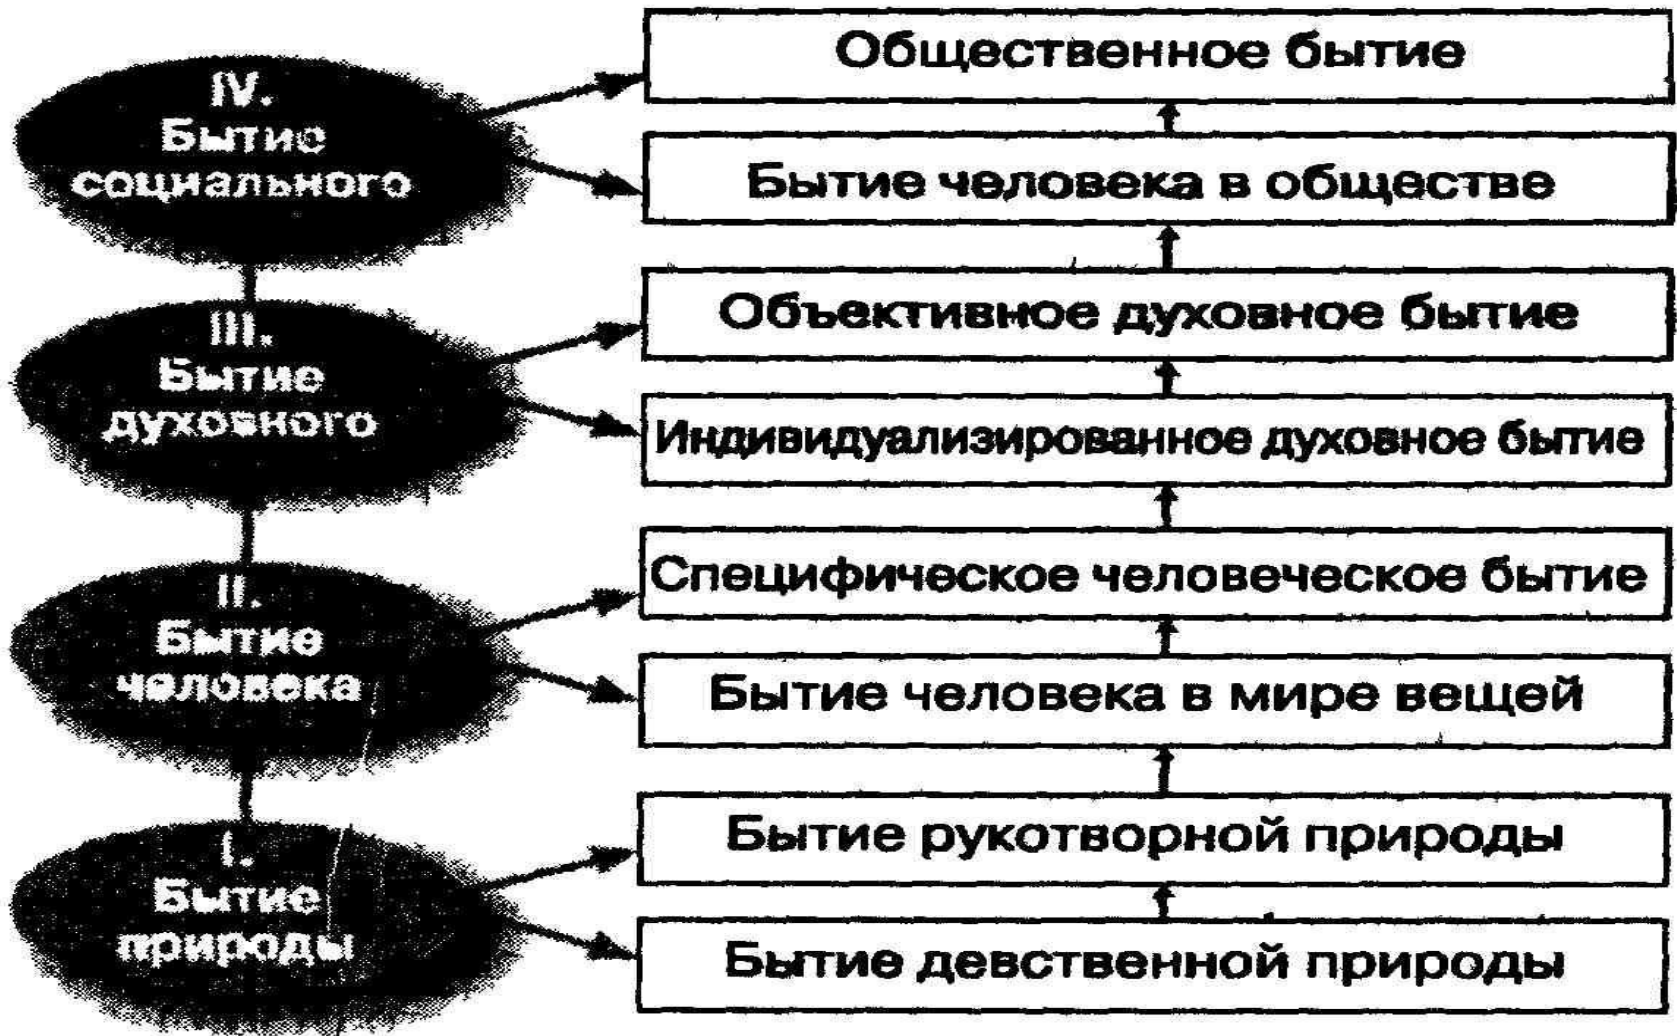 IV.
Бытие
социального
Общественное бытие
Бытие человека в обществе
III.
Бытие
духовного
Объективное духовное бытие
Индивидуализированное духовное бытие
II.
Бытие
человека
Специфическое человеческое бытие
Бытие человека в мире вещей
I.
Бытие
природы
Бытие рукотворной природы
Бытие девственной природы